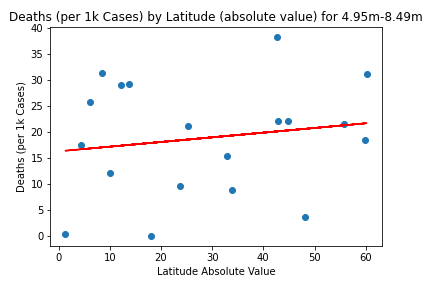 Deaths (per 1k Cases) by Latitude (absolute value) for 4.95m-8.49m
40
35
30
25
20
15
10
5
0
Deaths (per 1k Cases)
0 10 20 30 40 50 60
Latitude Absolute Value